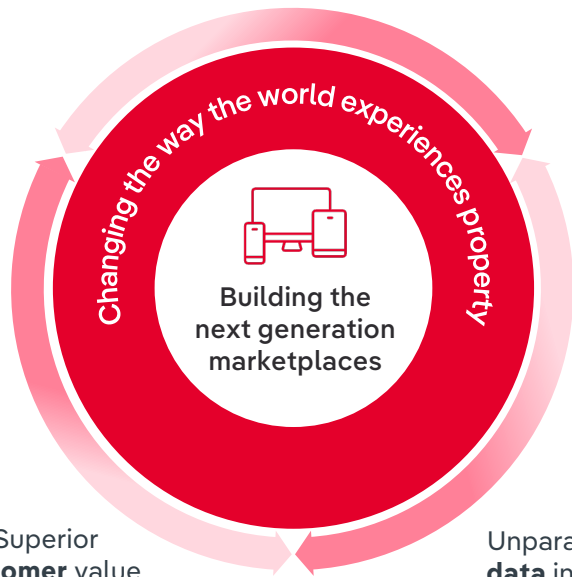 Changing the way the world experiences property
Building the
next generation
marketplaces
Superior
omer value
Unpara
data in